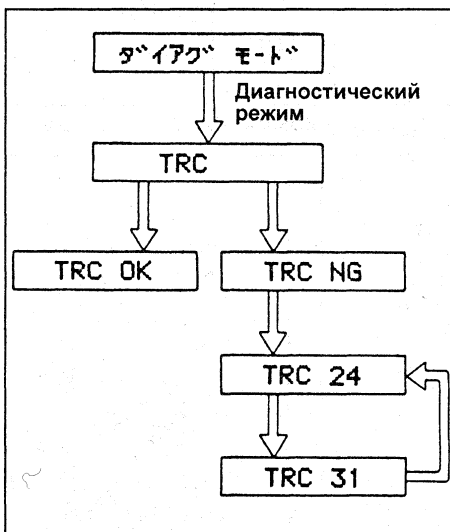 ダイアグ モード
Диагностический
режим
TRC
TRC OK
TRC NG
TRC 24
TRC 31